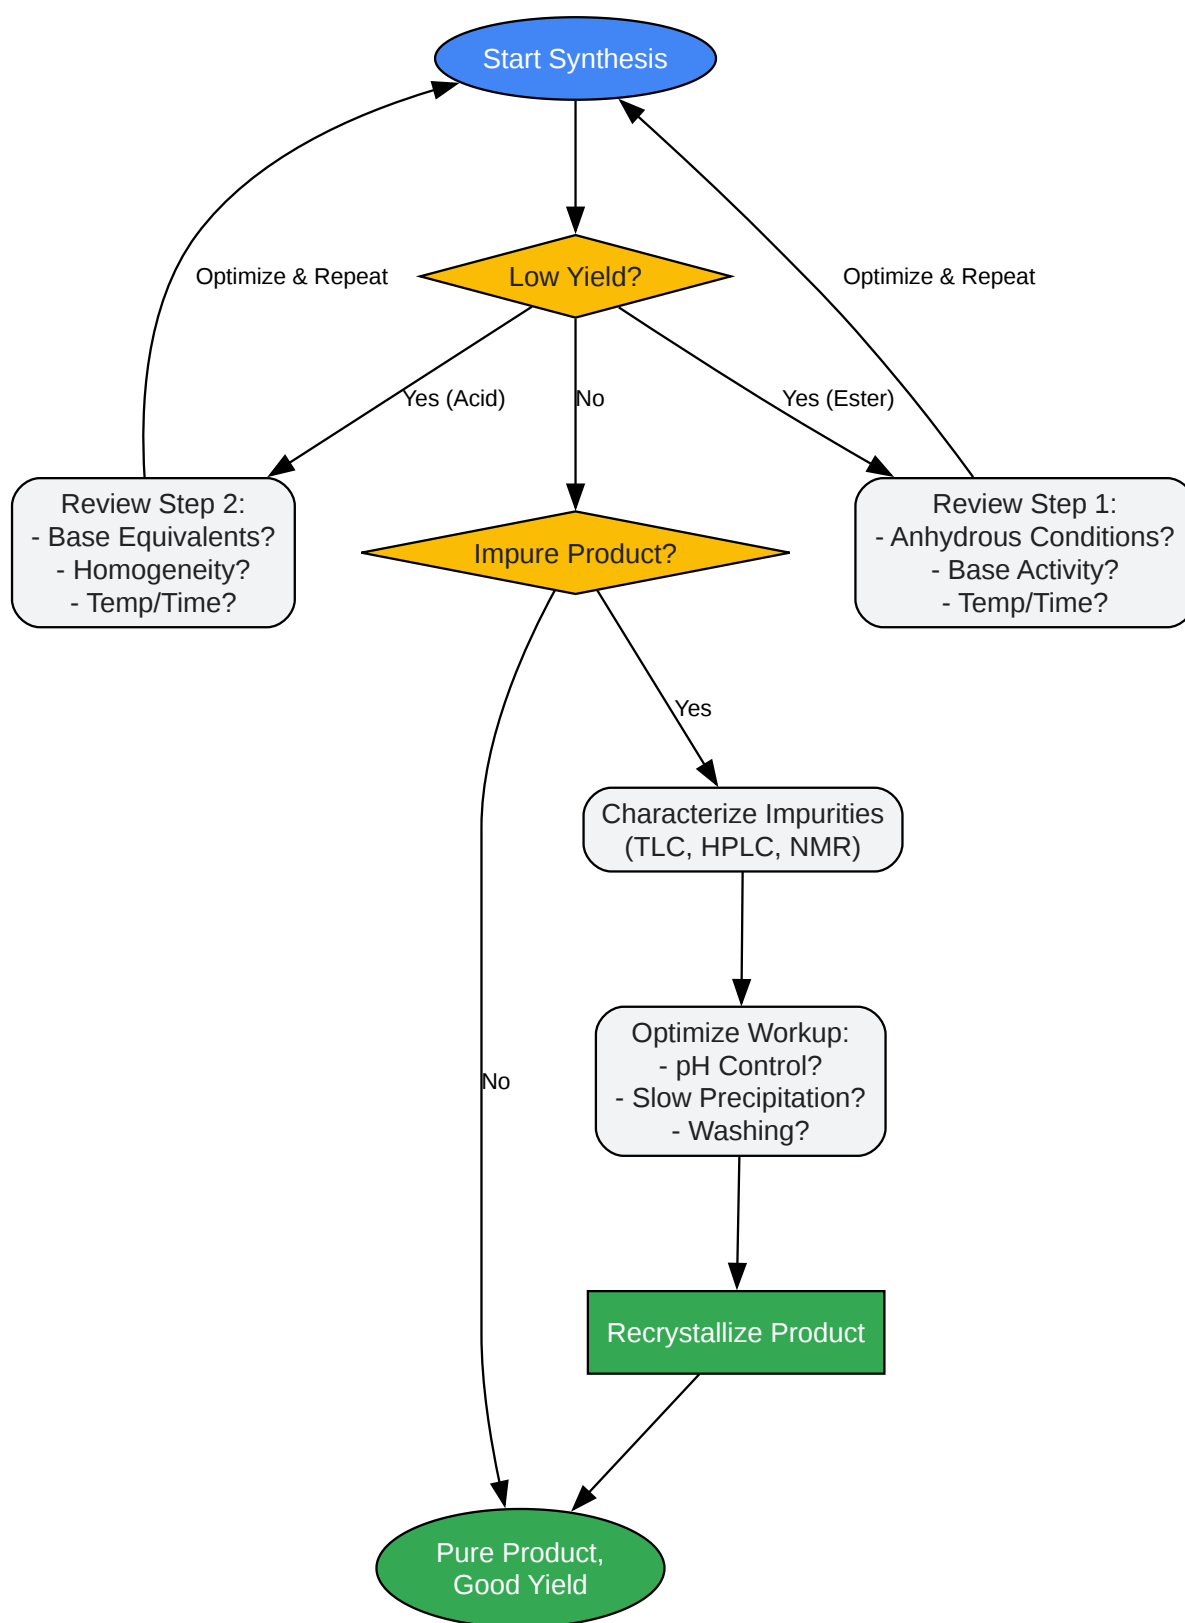 Start Synthesis
Low Yield?
Optimize & Repeat
Optimize & Repeat
Yes (Acid)
No
Yes (Ester)
Review Step 2:
- Base Equivalents?
- Homogeneity?
- Temp/Time?
Impure Product?
Review Step 1:
- Anhydrous Conditions?
- Base Activity?
- Temp/Time?
Yes
Characterize Impurities
(TLC, HPLC, NMR)
Optimize Workup:
- pH Control?
- Slow Precipitation?
- Washing?
No
Recrystallize Product
Pure Product,
Good Yield